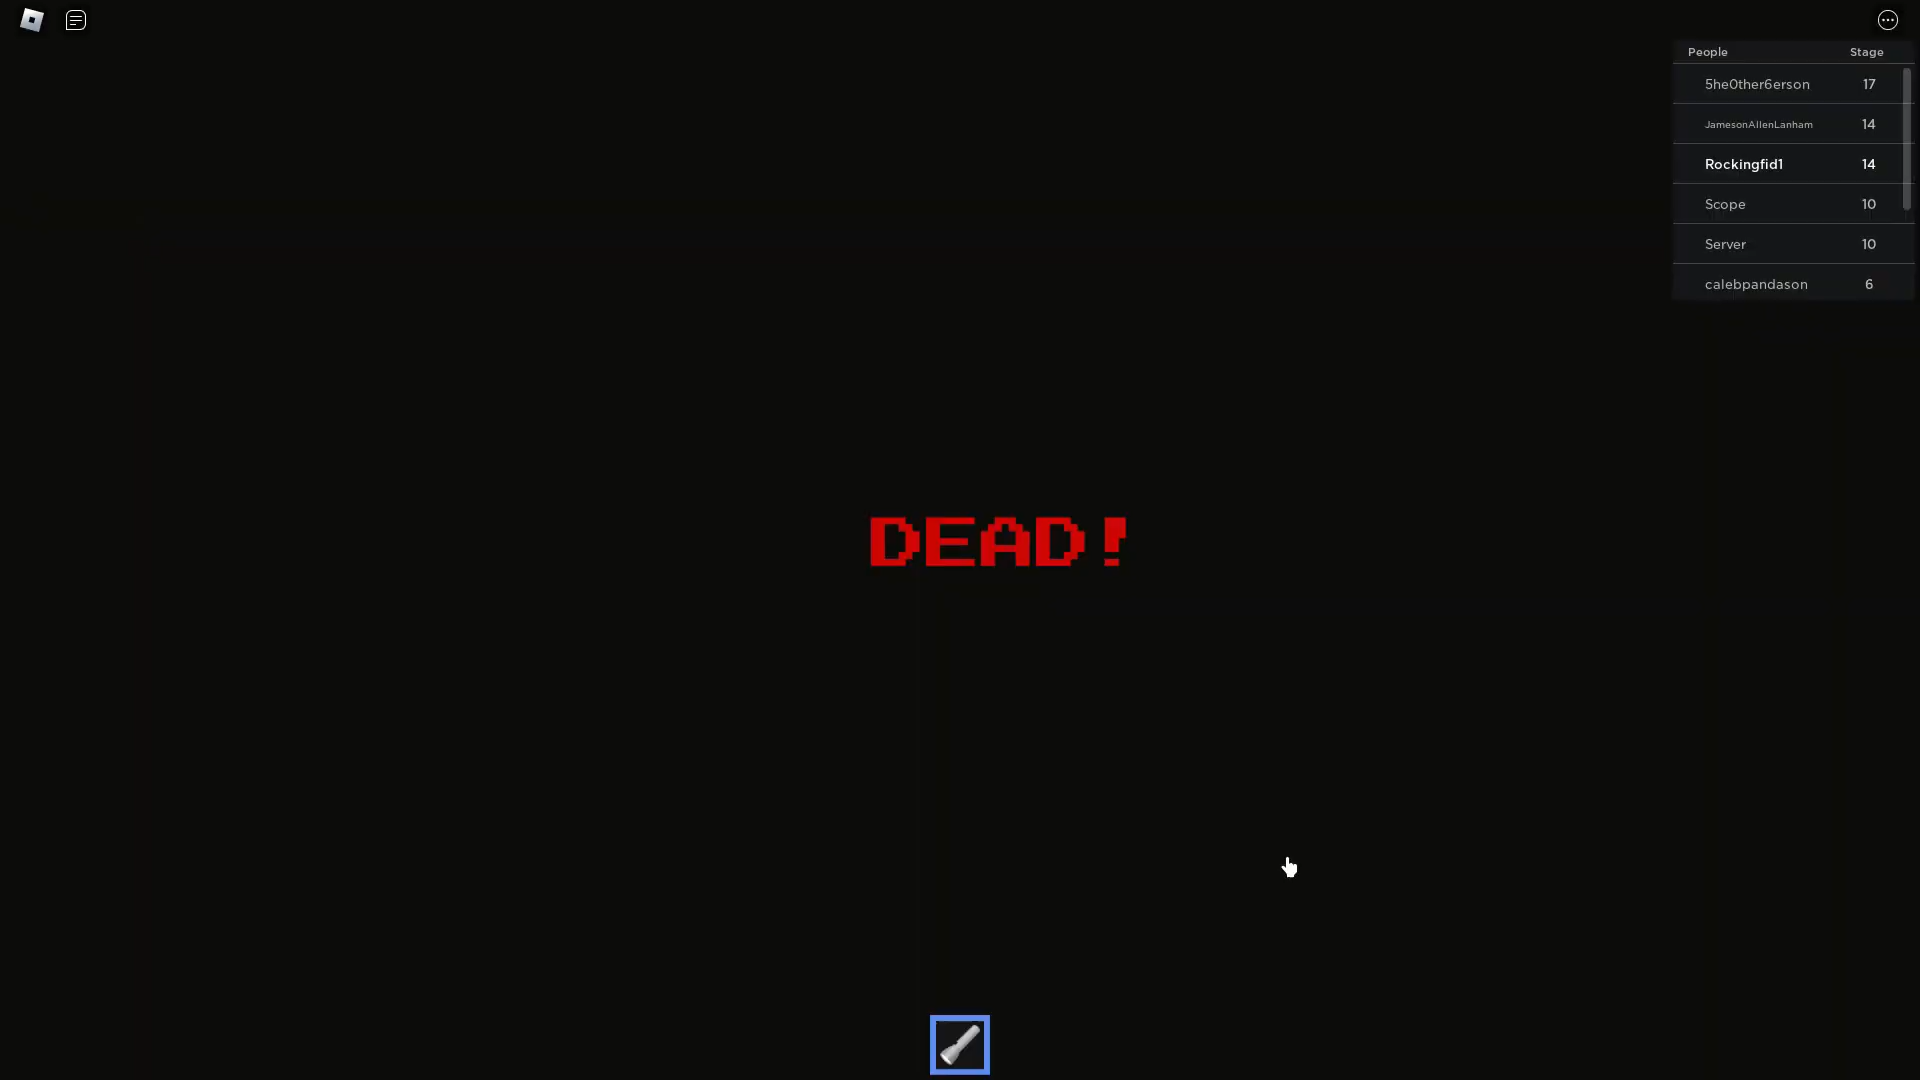 People Stage
5he0ther6erson 17
JamesonAllenLanham 14
Rockingfid1 14
Scope 10
Server 10
calebpandason 6
DEAD!